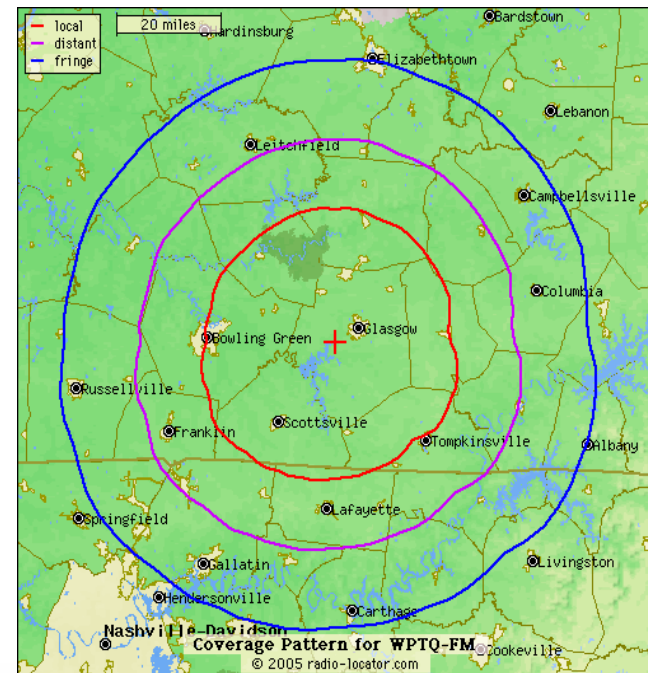 local
distant
fringe
20 miles
Hardinsburg
Bardstown
Elizabethtown
Lebanon
Leitchfield
Campbellsville
Columbia
Glasgow
Bowling Green
Russellville
Scottsville
Franklin
Tompkinsville
Albany
Lafayette
Springfield
Gallatin
Livingston
Hendersonville
Carthage
Nashville-Davidson
Coverage Pattern for WPTQ-FM
Cookeville
© 2005 radio-locator.com